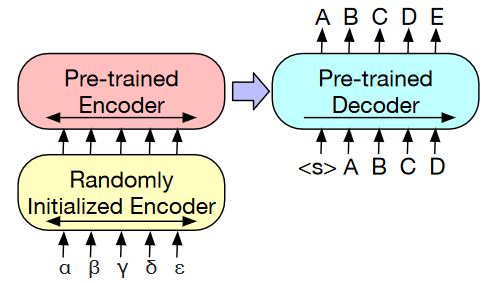 A B C D E
Pre-trained
Encoder
Pre-trained
Decoder
<s> A B C D
Randomly
Initialized Encoder
α β γ δ ε